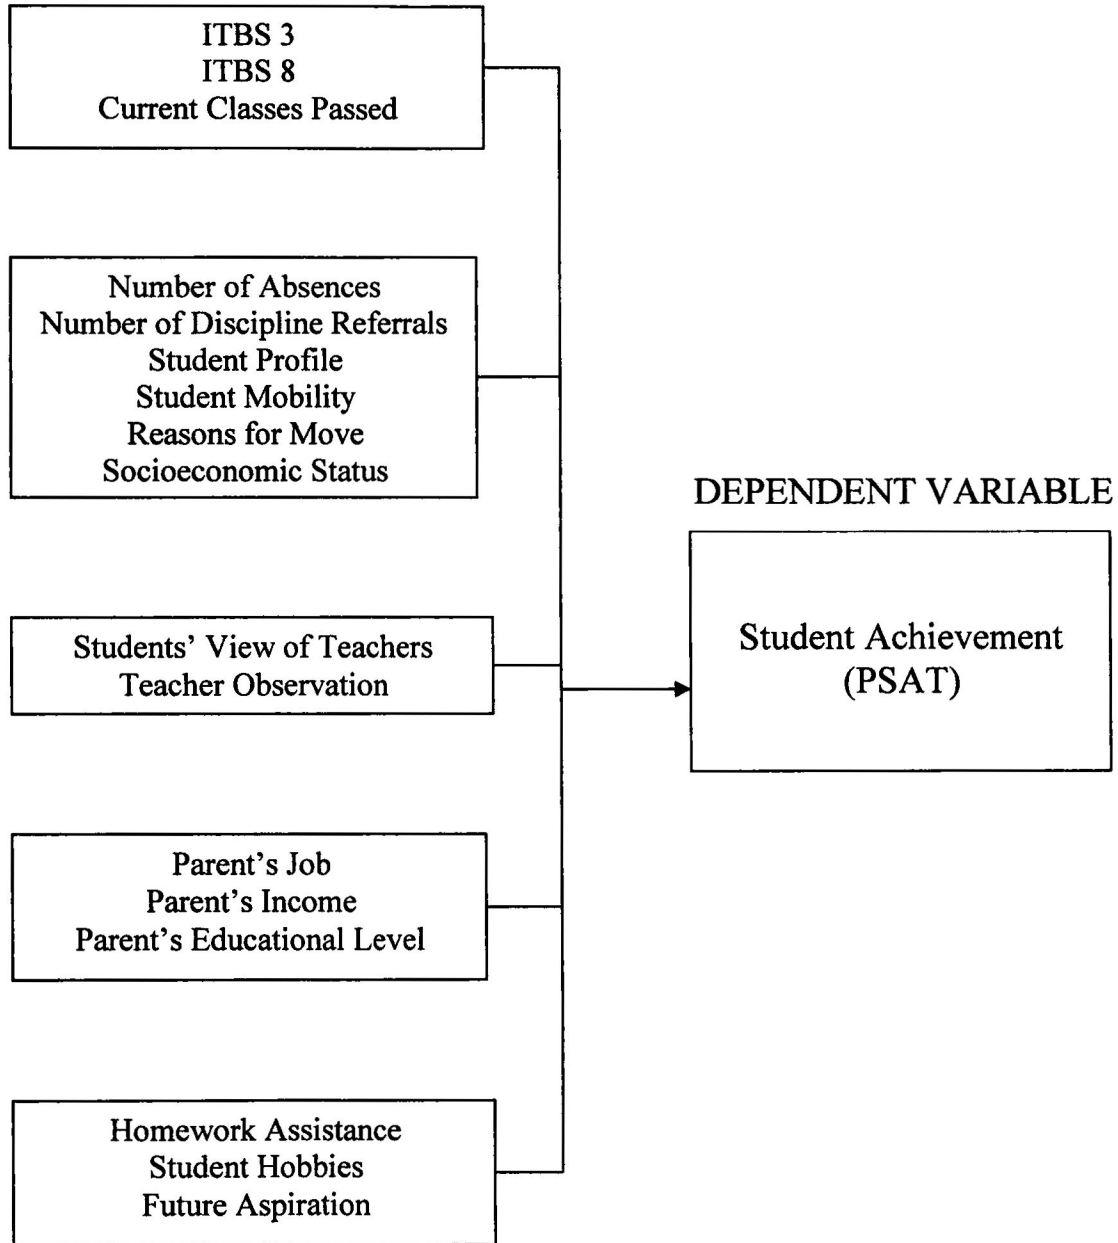 ITBS 3
ITBS 8
Current Classes Passed
Number of Absences
Number of Discipline Referrals
Student Profile
Student Mobility
Reasons for Move
Socioeconomic Status
DEPENDENT VARIABLE
Student Achievement
(PSAT)
Students’ View of Teachers
Teacher Observation
Parent’s Job
Parent’s Income
Parent’s Educational Level
Homework Assistance
Student Hobbies
Future Aspiration